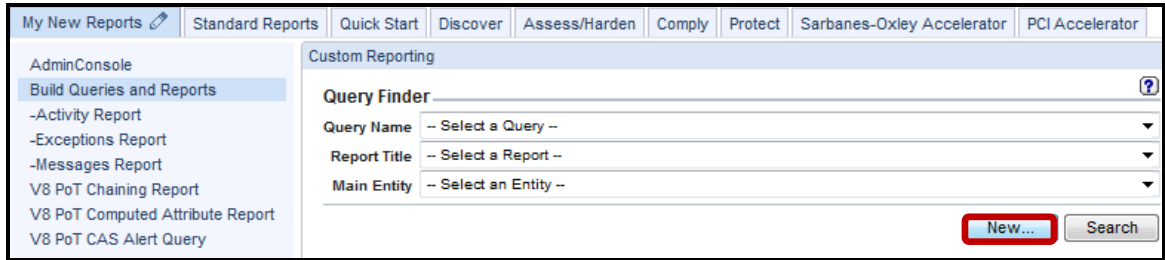 My New Reports Standard Reports Quick Start Discover Assess/Harden Comply Protect Sarbanes-Oxley Accelerator PCI Accelerator
AdminConsole
Build Queries and Reports
-Activity Report
-Exceptions Report
-Messages Report
V8 PoT Chaining Report
V8 PoT Computed Attribute Report
V8 PoT CAS Alert Query
Custom Reporting
Query Finder ?
Query Name -- Select a Query --
Report Title -- Select a Report --
Main Entity -- Select an Entity --
New... Search